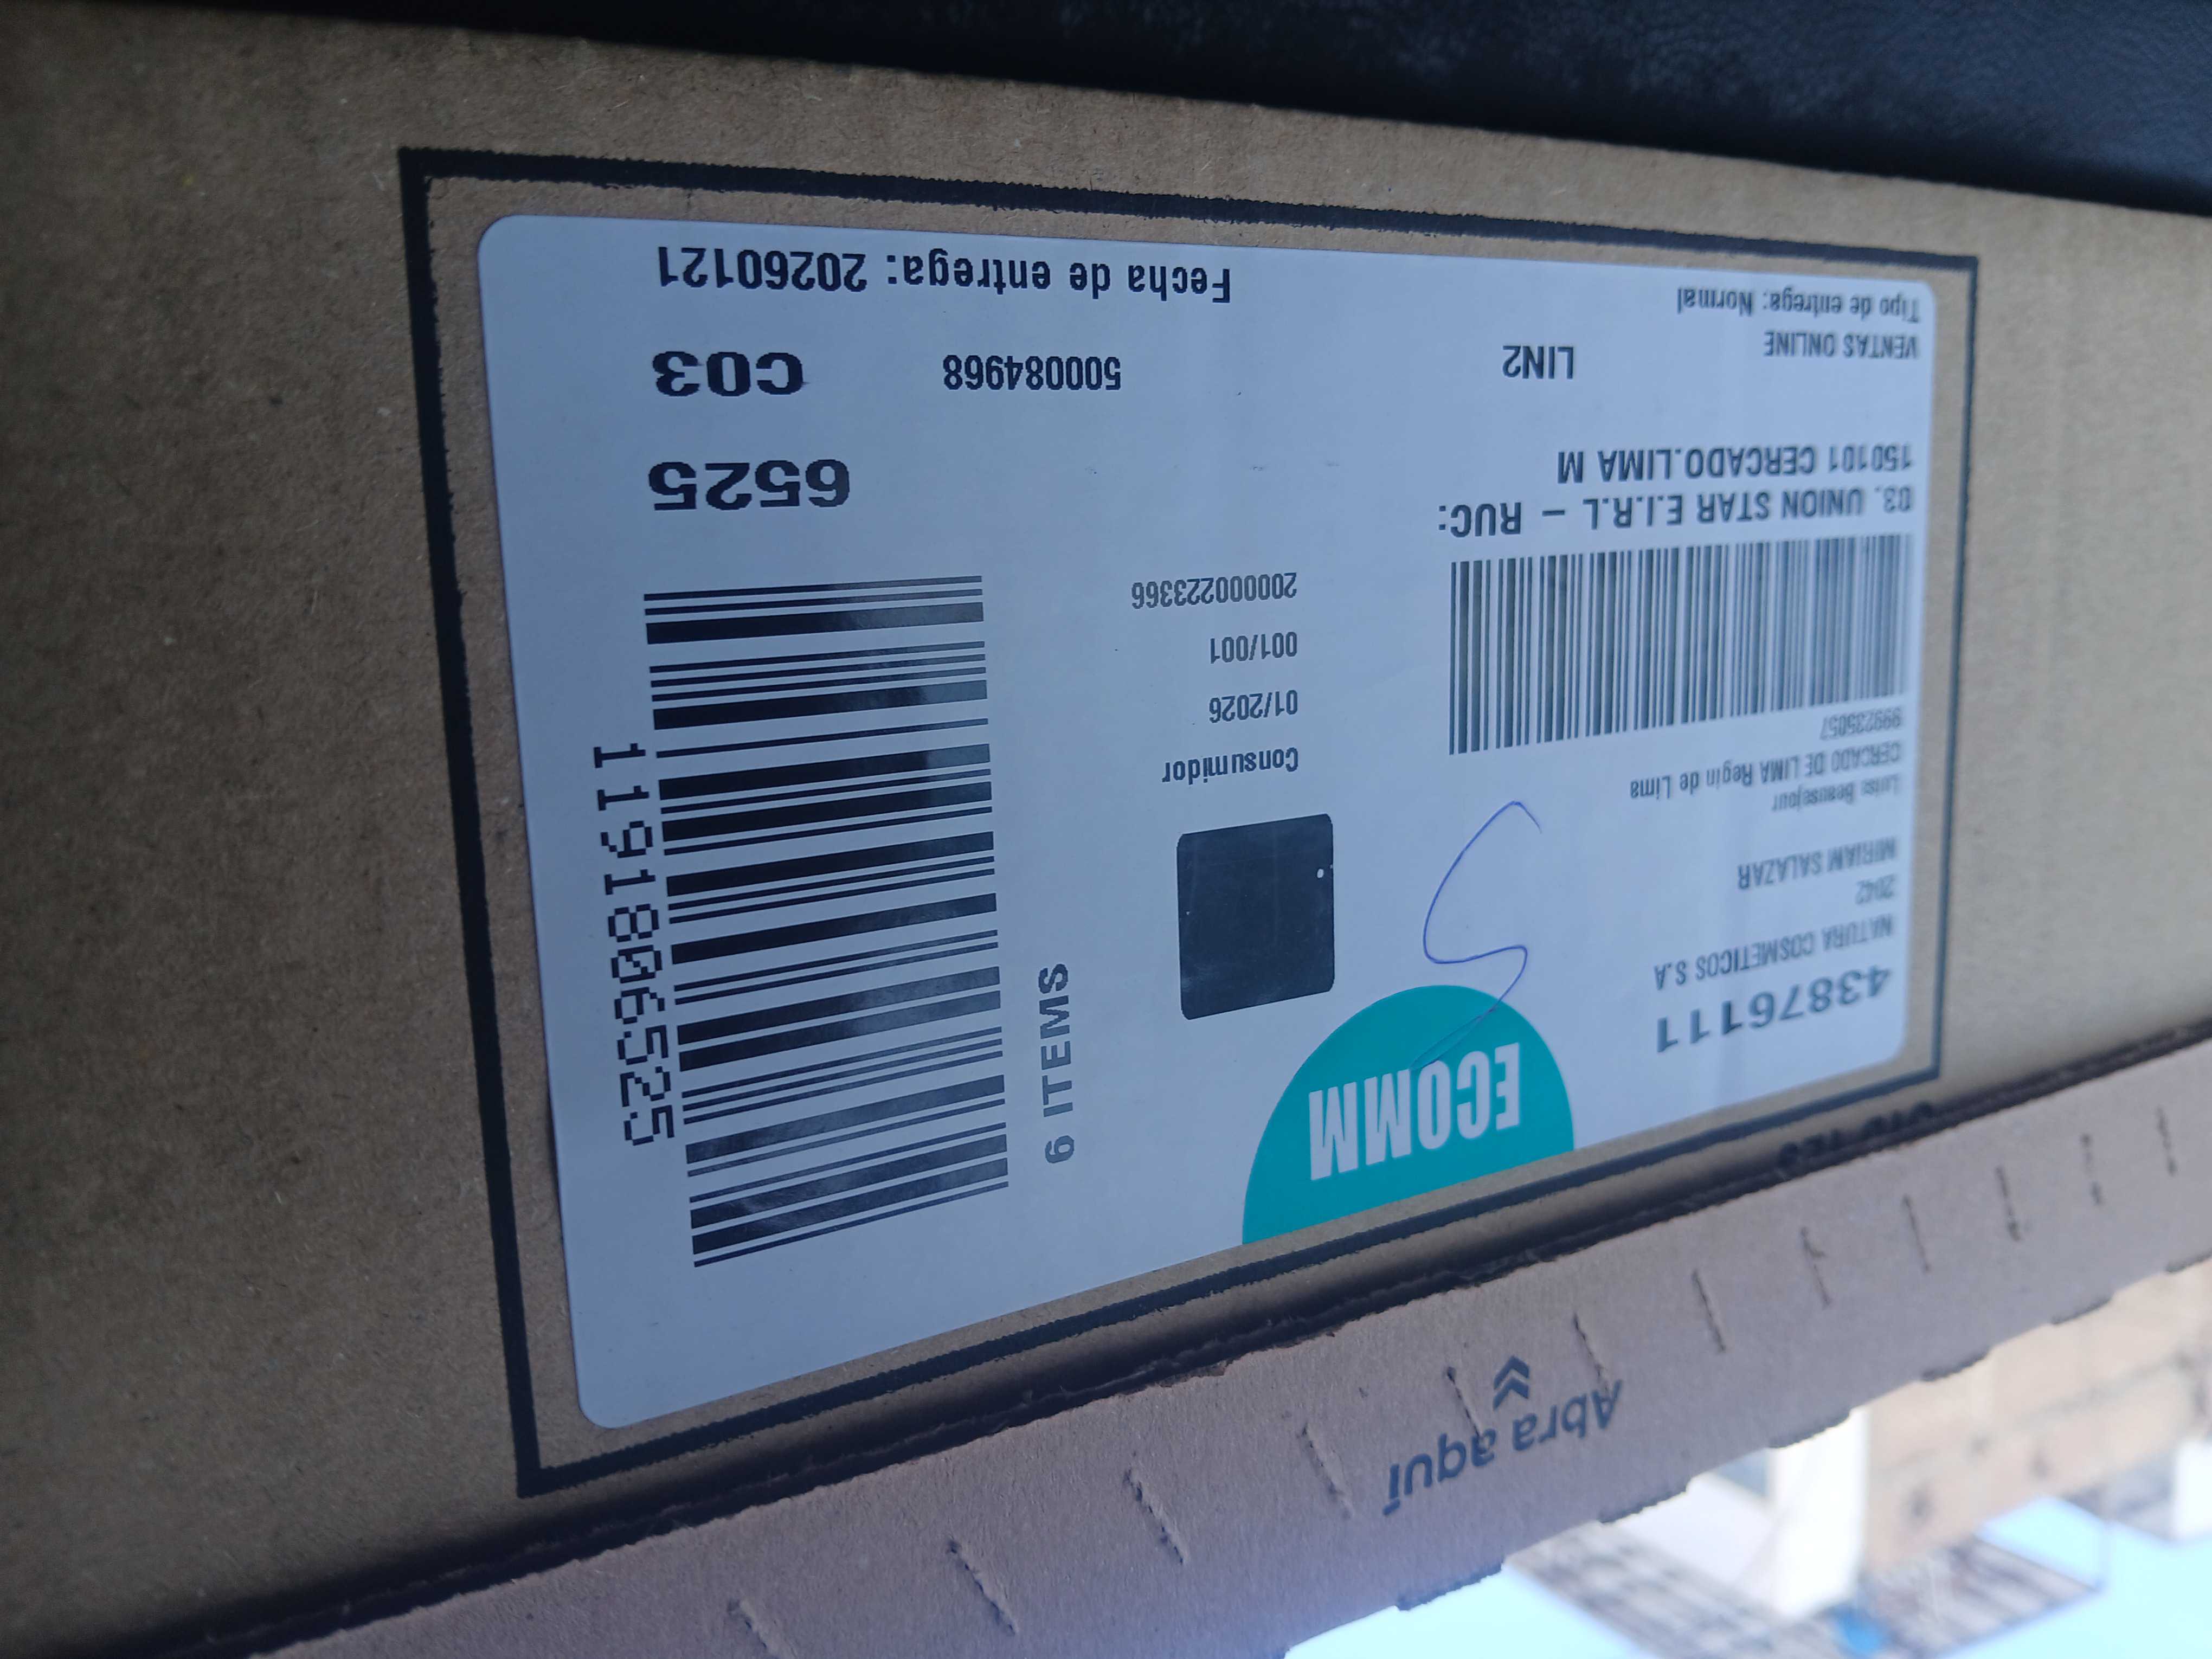 43876111
NATURA COSMETICOS S.A
2042
MIRIAM SALAZAR
Luisa Beausejour
CERCADO DE LIMA Regin de Lima
999235057
03. UNION STAR E.I.R.L – RUC:
150101 CERCADO.LIMA M
VENTAS ONLINE
LIN2
Tipo de entrega: Normal
ECOMM
Consumidor
01/2026
001/001
20000223366
500084968
C03
Fecha de entrega: 20260121
6 ITEMS
1191806525
6525
Abra aquí